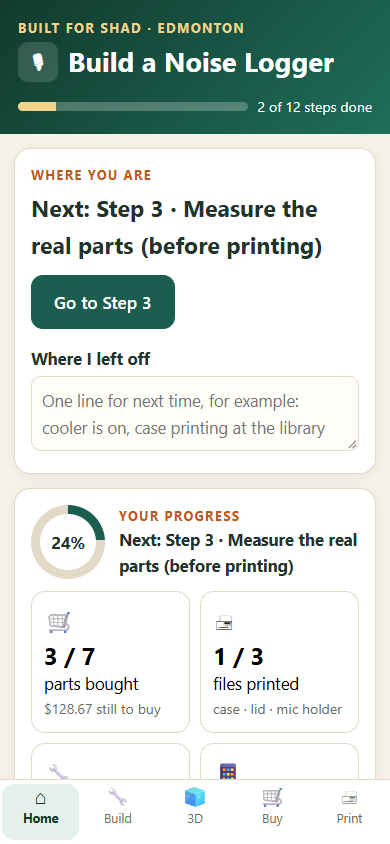 BUILT FOR SHAD · EDMONTON
Build a Noise Logger
2 of 12 steps done
WHERE YOU ARE
Next: Step 3 · Measure the
real parts (before printing)
Go to Step 3
Where I left off
One line for next time, for example:
cooler is on, case printing at the library
24%
YOUR PROGRESS
Next: Step 3 · Measure the real
parts (before printing)
3 / 7
parts bought
$128.67 still to buy
1 / 3
files printed
case · lid · mic holder
Home
Build
3D
Buy
Print